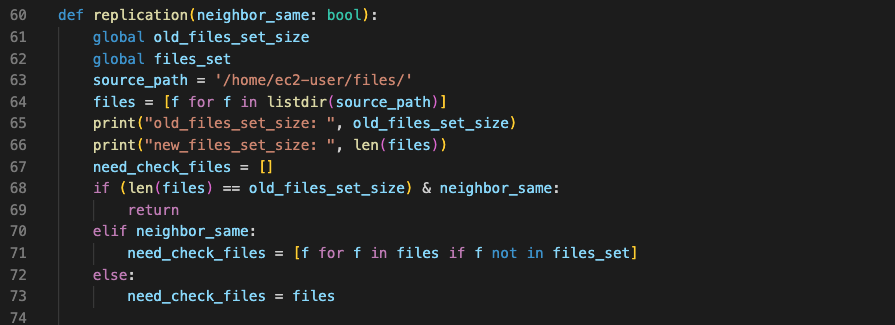 60 def replication(neighbor_same: bool):
61     global old_files_set_size
62     global files_set
63     source_path = '/home/ec2-user/files/'
64     files = [f for f in listdir(source_path)]
65     print("old_files_set_size: ", old_files_set_size)
66     print("new_files_set_size: ", len(files))
67     need_check_files = []
68     if (len(files) == old_files_set_size) & neighbor_same:
69         return
70     elif neighbor_same:
71         need_check_files = [f for f in files if f not in files_set]
72     else:
73         need_check_files = files
74